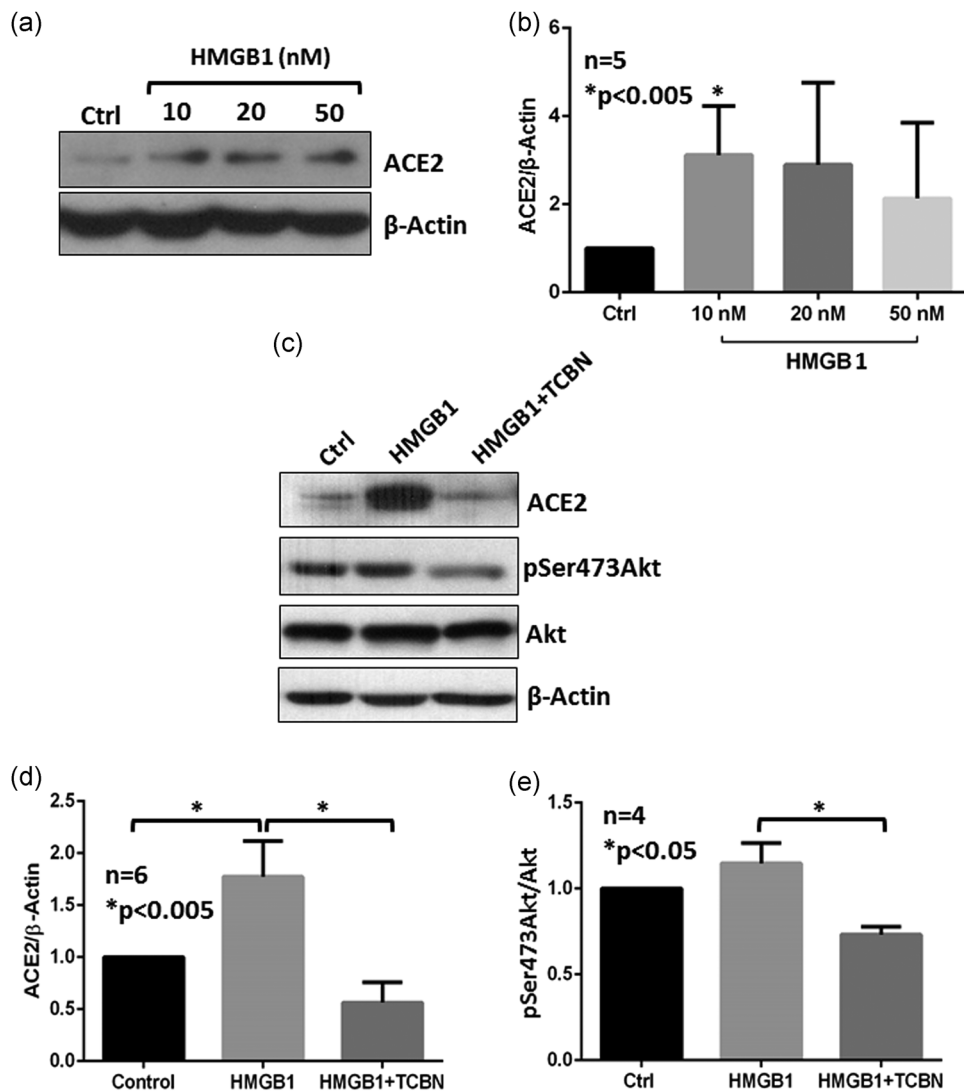 (a)
HMGB1 (nM)
Ctrl 10 20 50
ACE2
β-Actin
(b)
n=5
*p<0.005
*
ACE2/β-Actin
6
4
2
0
Ctrl 10 nM 20 nM 50 nM
HMGB1
(c)
Ctrl HMGB1 HMGB1+TCBN
ACE2
pSer473Akt
Akt
β-Actin
(d)
* *
n=6
*p<0.005
ACE2/β-Actin
2.5
2.0
1.5
1.0
0.5
0.0
Control HMGB1 HMGB1+TCBN
(e)
*
n=4
*p<0.05
pSer473Akt/Akt
1.5
1.0
0.5
0.0
Ctrl HMGB1 HMGB1+TCBN